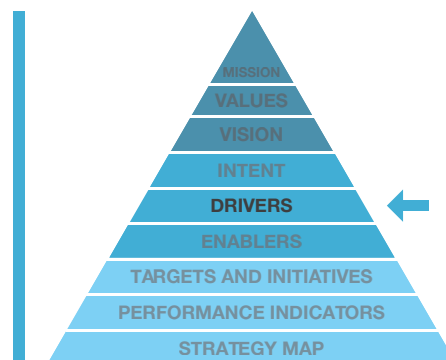 MISSION
VALUES
VISION
INTENT
DRIVERS
ENABLERS
TARGETS AND INITIATIVES
PERFORMANCE INDICATORS
STRATEGY MAP